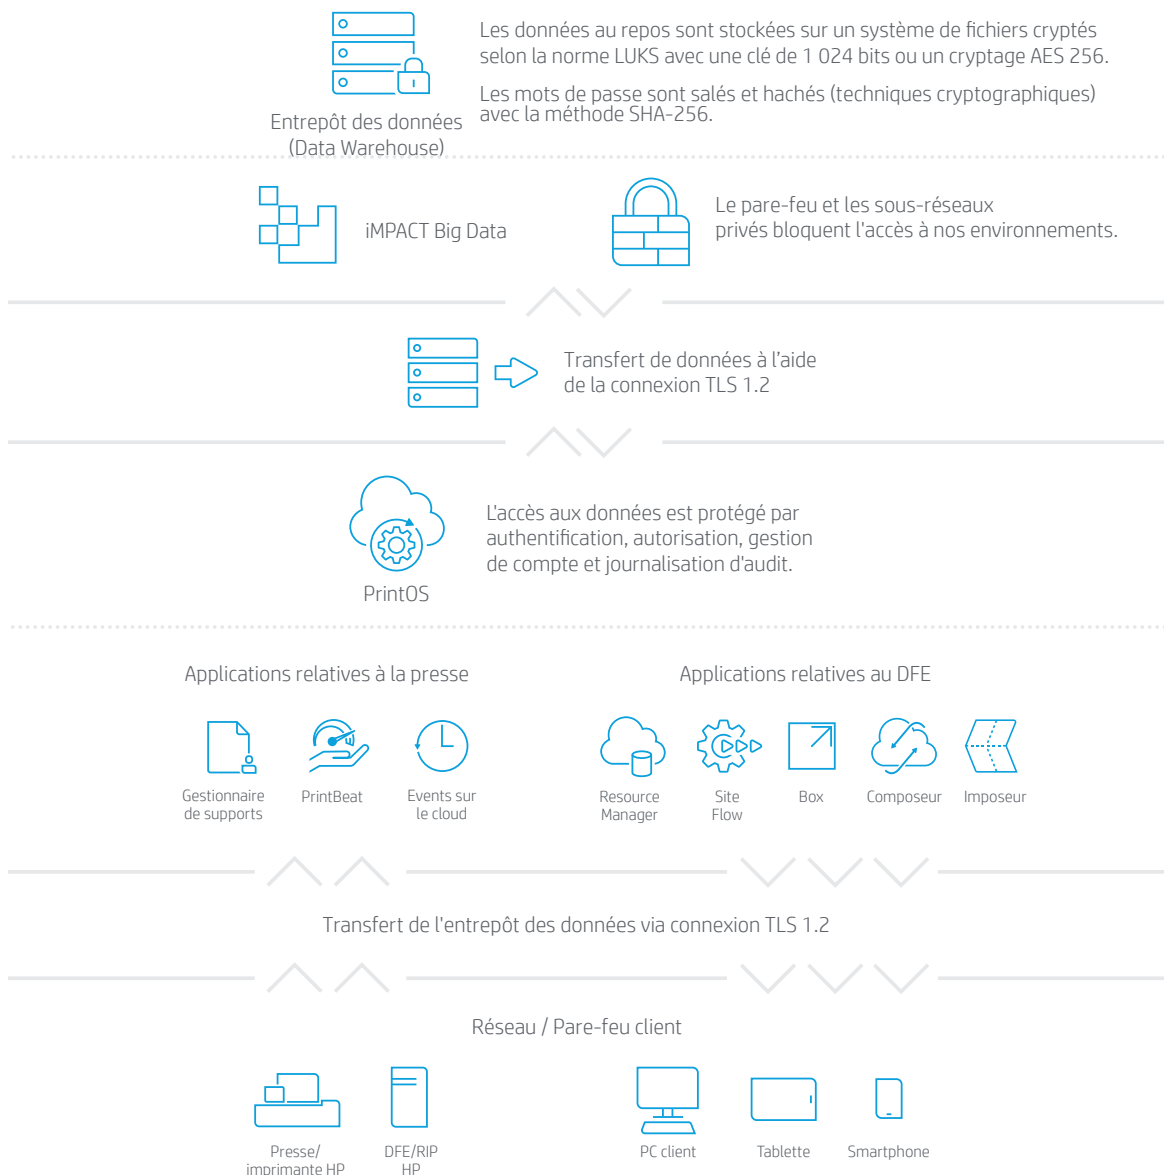 Les données au repos sont stockées sur un système de fichiers cryptés
selon la norme LUKS avec une clé de 1 024 bits ou un cryptage AES 256.
Les mots de passe sont salés et hachés (techniques cryptographiques)
avec la méthode SHA-256.
Entrepôt des données
(Data Warehouse)
iMPACT Big Data
Le pare-feu et les sous-réseaux
privés bloquent l'accès à nos environnements.
Transfert de données à l’aide
de la connexion TLS 1.2
L'accès aux données est protégé par
authentification, autorisation, gestion
de compte et journalisation d'audit.
PrintOS
Applications relatives à la presse
Gestionnaire
de supports
PrintBeat
Events sur
le cloud
Applications relatives au DFE
Resource
Manager
Site
Flow
Box
Composeur
Imposeur
Transfert de l'entrepôt des données via connexion TLS 1.2
Réseau / Pare-feu client
Presse/
imprimante HP
DFE/RIP
HP
PC client
Tablette
Smartphone